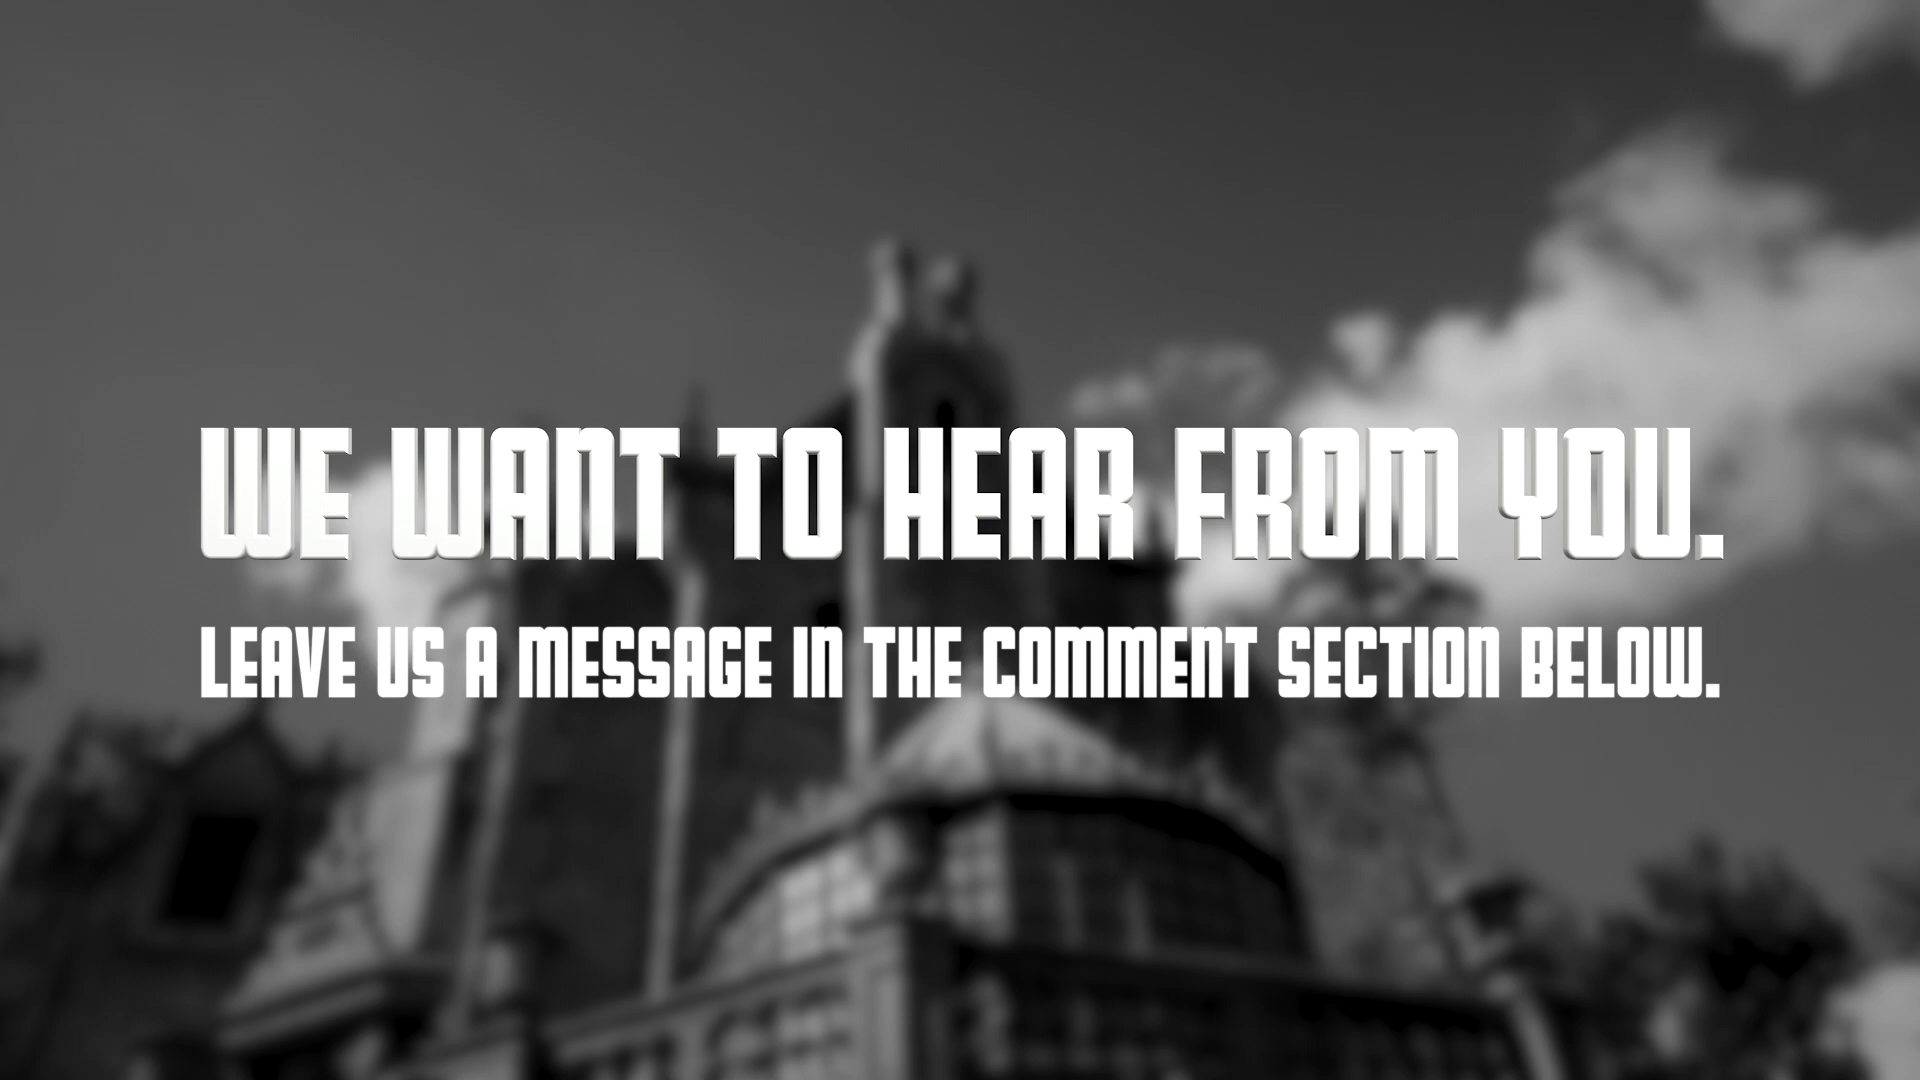 WE WANT TO HEAR FROM YOU.
LEAVE US A MESSAGE IN THE COMMENT SECTION BELOW.